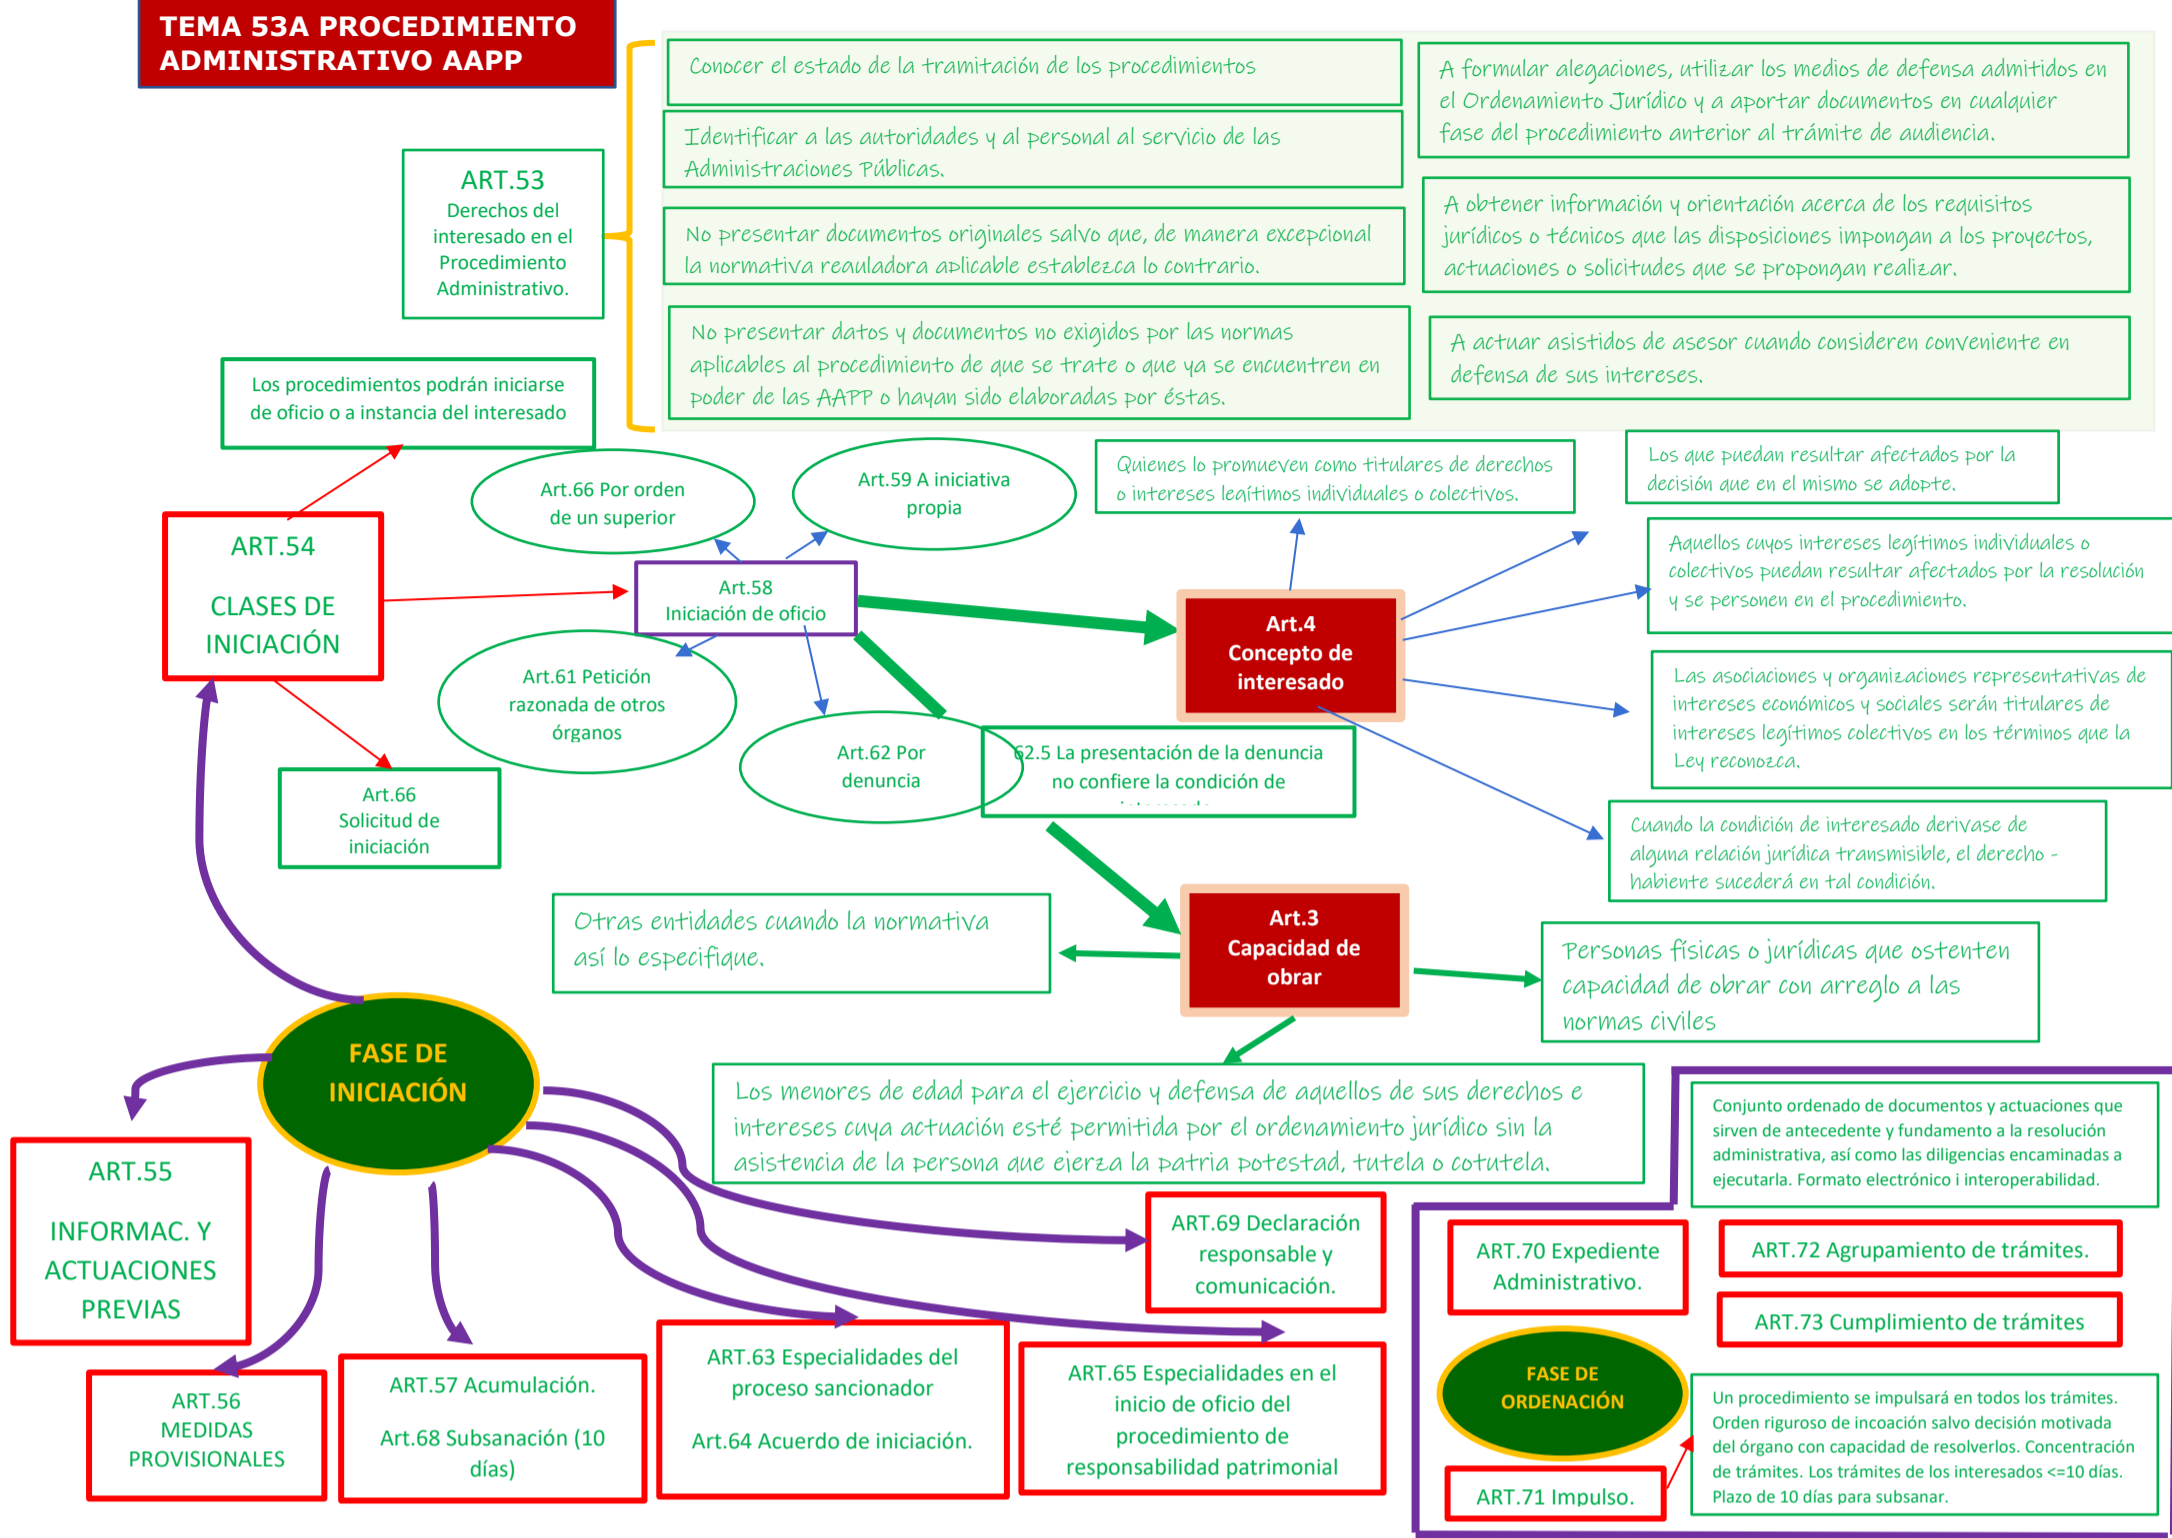 TEMA 53A PROCEDIMIENTO
ADMINISTRATIVO AAPP
ART.53
Derechos del
interesado en el
Procedimiento
Administrativo.
Conocer el estado de la tramitación de los procedimientos
Identificar a las autoridades y al personal al servicio de las
Administraciones Públicas.
No presentar documentos originales salvo que, de manera excepcional
la normativa reguladora aplicable establezca lo contrario.
No presentar datos y documentos no exigidos por las normas
aplicables al procedimiento de que se trate o que ya se encuentren en
poder de las AAPP o hayan sido elaboradas por éstas.
A formular alegaciones, utilizar los medios de defensa admitidos en
el Ordenamiento Jurídico y a aportar documentos en cualquier
fase del procedimiento anterior al trámite de audiencia.
A obtener información y orientación acerca de los requisitos
jurídicos o técnicos que las disposiciones impongan a los proyectos,
actuaciones o solicitudes que se propongan realizar.
A actuar asistidos de asesor cuando consideren conveniente en
defensa de sus intereses.
Los procedimientos podrán iniciarse
de oficio o a instancia del interesado
ART.54
CLASES DE
INICIACIÓN
Art.66 Por orden
de un superior
Art.59 A iniciativa
propia
Art.58
Iniciación de oficio
Art.61 Petición
razonada de otros
órganos
Art.62 Por
denuncia
62.5 La presentación de la denuncia
no confiere la condición de
interesado
Art.66
Solicitud de
iniciación
Art.4
Concepto de
interesado
Quienes lo promueven como titulares de derechos
o intereses legítimos individuales o colectivos.
Los que puedan resultar afectados por la
decisión que en el mismo se adopte.
Aquellos cuyos intereses legítimos individuales o
colectivos puedan resultar afectados por la resolución
y se personen en el procedimiento.
Las asociaciones y organizaciones representativas de
intereses económicos y sociales serán titulares de
intereses legítimos colectivos en los términos que la
Ley reconozca.
Cuando la condición de interesado derivase de
alguna relación jurídica transmisible, el derecho -
habiente sucederá en tal condición.
Art.3
Capacidad de
obrar
Otras entidades cuando la normativa
así lo especifique.
Personas físicas o jurídicas que ostenten
capacidad de obrar con arreglo a las
normas civiles
Los menores de edad para el ejercicio y defensa de aquellos de sus derechos e
intereses cuya actuación esté permitida por el ordenamiento jurídico sin la
asistencia de la persona que ejerza la patria potestad, tutela o cotutela.
FASE DE
INICIACIÓN
ART.55
INFORMAC. Y
ACTUACIONES
PREVIAS
ART.56
MEDIDAS
PROVISIONALES
ART.57 Acumulación.
Art.68 Subsanación (10
días)
ART.63 Especialidades del
proceso sancionador
Art.64 Acuerdo de iniciación.
ART.65 Especialidades en el
inicio de oficio del
procedimiento de
responsabilidad patrimonial
ART.69 Declaración
responsable y
comunicación.
Conjunto ordenado de documentos y actuaciones que
sirven de antecedente y fundamento a la resolución
administrativa, así como las diligencias encaminadas a
ejecutarla. Formato electrónico i interoperabilidad.
ART.70 Expediente
Administrativo.
ART.72 Agrupamiento de trámites.
ART.73 Cumplimiento de trámites
FASE DE
ORDENACIÓN
ART.71 Impulso.
Un procedimiento se impulsará en todos los trámites.
Orden riguroso de incoación salvo decisión motivada
del órgano con capacidad de resolverlos. Concentración
de trámites. Los trámites de los interesados <=10 días.
Plazo de 10 días para subsanar.